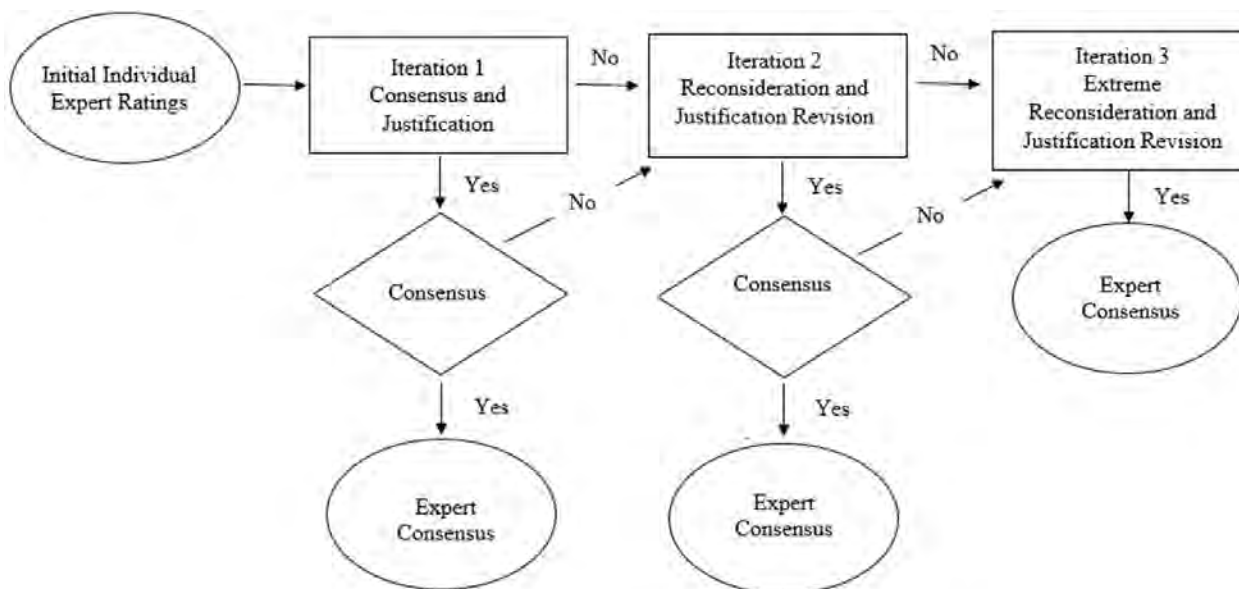 Initial Individual
Expert Ratings
Iteration 1
Consensus and
Justification
No
Iteration 2
Reconsideration and
Justification Revision
No
Iteration 3
Extreme
Reconsideration and
Justification Revision
Yes
No
Yes
No
Yes
Consensus
Consensus
Expert
Consensus
Yes
Yes
Expert
Consensus
Expert
Consensus